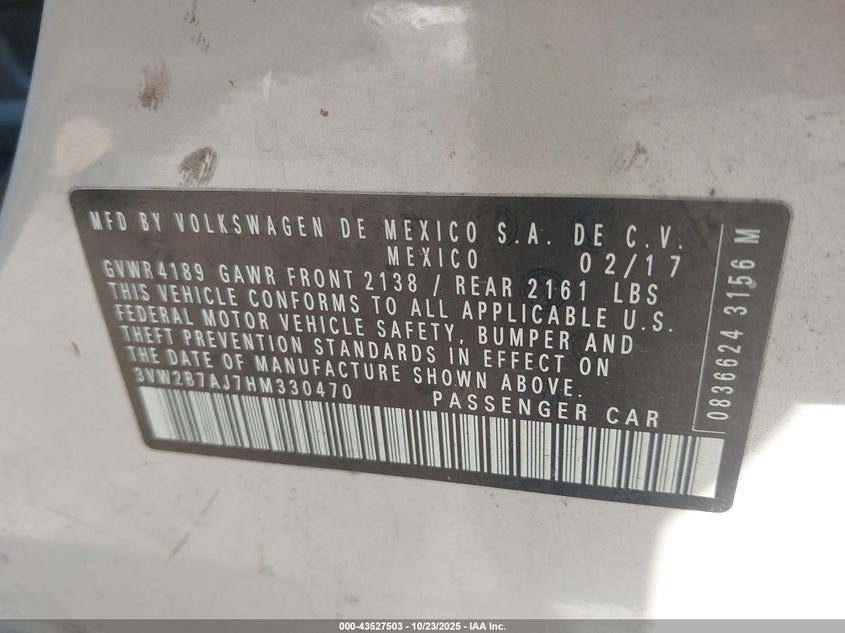 MFD BY VOLKSWAGEN DE MEXICO S.A. DE C.V.
MEXICO 02/17
GVWR4189 GAWR FRONT 2138 / REAR 2161 LBS
THIS VEHICLE CONFORMS TO ALL APPLICABLE U.S.
FEDERAL MOTOR VEHICLE SAFETY, BUMPER AND
THEFT PREVENTION STANDARDS IN EFFECT ON
THE DATE OF MANUFACTURE SHOWN ABOVE.
3VW2B7AJ7HM330470 PASSENGER CAR
0836624 3156 M
000-43527503 - 10/23/2025 - IAA Inc.